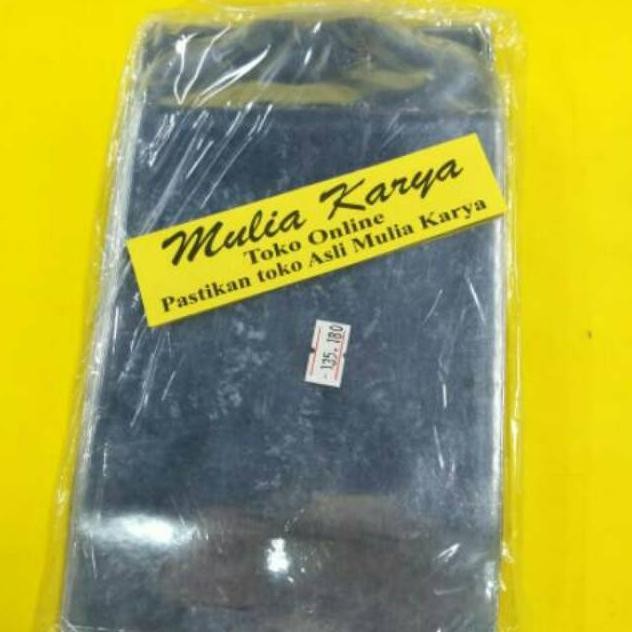 Mulia Karya
Toko Online
Pastikan toko Asli Mulia Karya
135.180